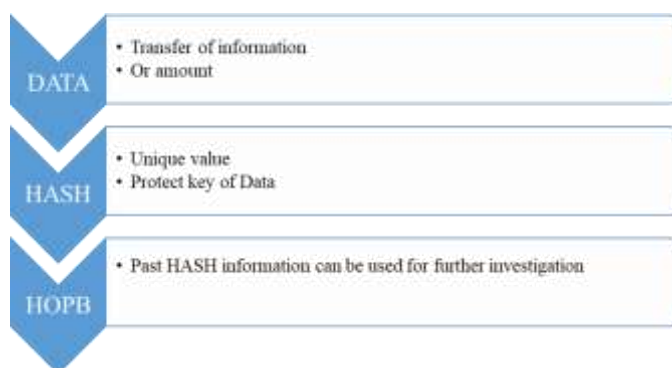 DATA
• Transfer of information
• Or amount
HASH
• Unique value
• Protect key of Data
HOPB
• Past HASH information can be used for further investigation